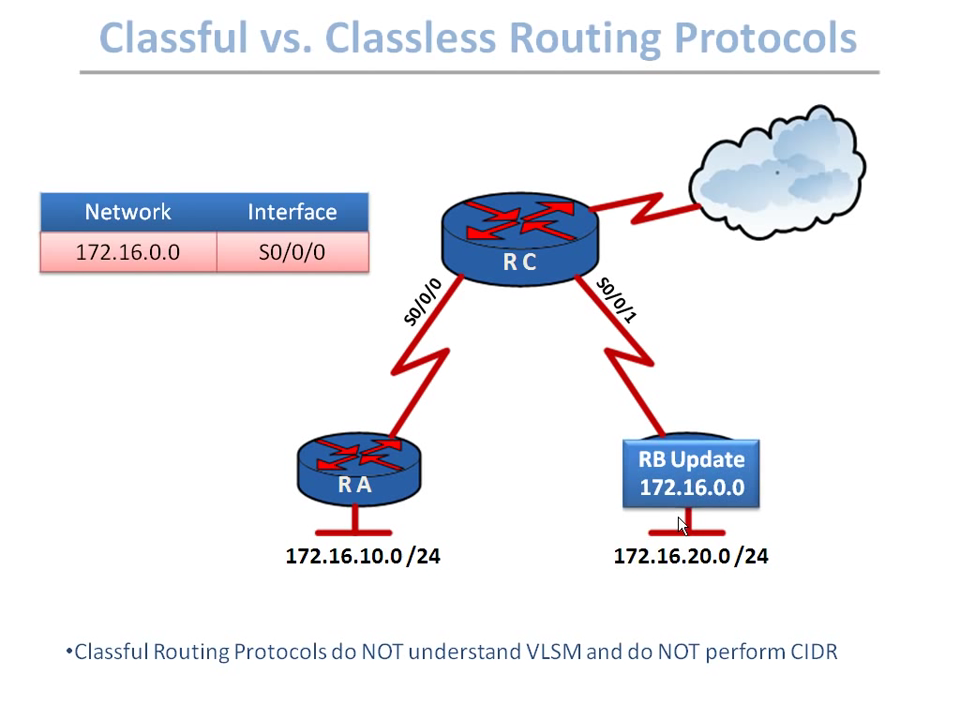 Classful vs. Classless Routing Protocols
Network Interface
172.16.0.0 S0/0/0
R C
S0/0/0
S0/0/1
R A
RB Update
172.16.0.0
172.16.10.0 /24
172.16.20.0 /24
•Classful Routing Protocols do NOT understand VLSM and do NOT perform CIDR